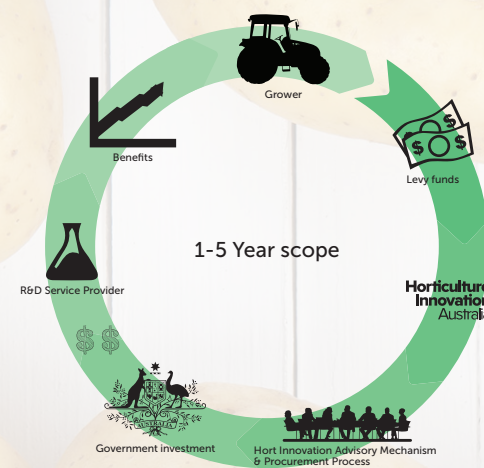 Grower
$
$
Levy funds
Benefits
1-5 Year scope
Horticulture
Innovation
Australia
R&D Service Provider
$ $
AUSTRALIA
Government investment
Hort Innovation Advisory Mechanism
& Procurement Process